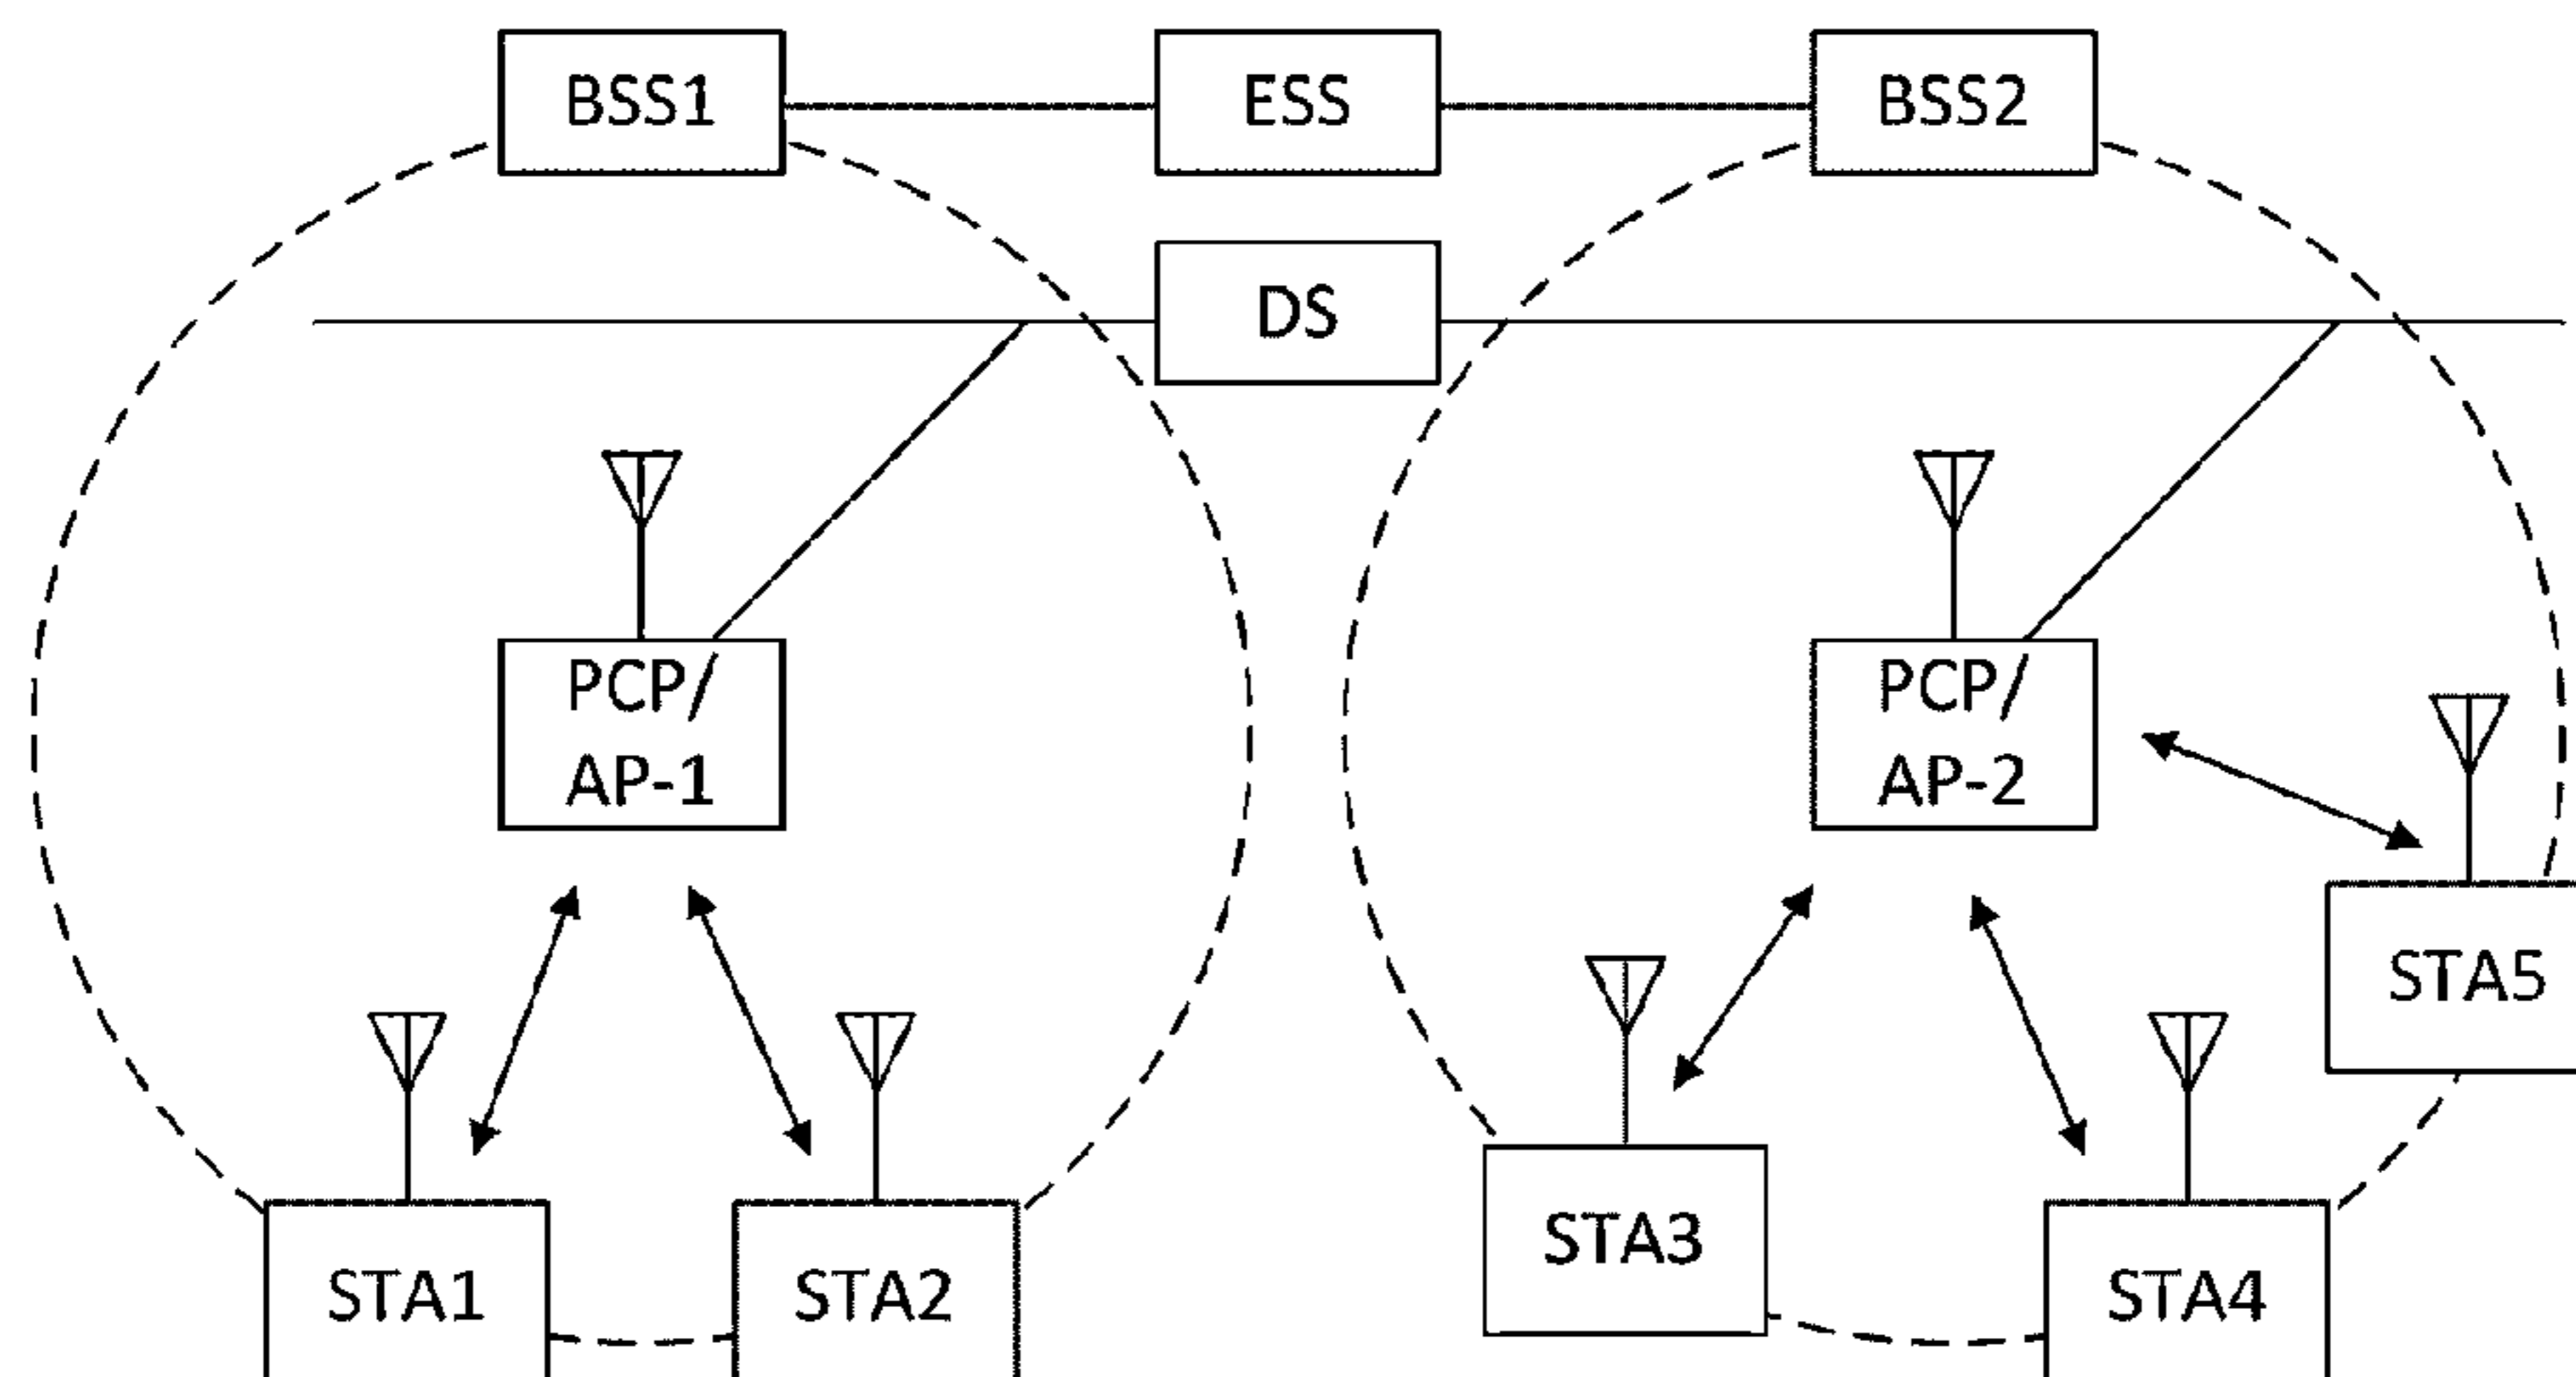 BSS1
ESS
BSS2
DS
PCP/
AP-1
PCP/
AP-2
STA5
STA3
STA1
STA2
STA4